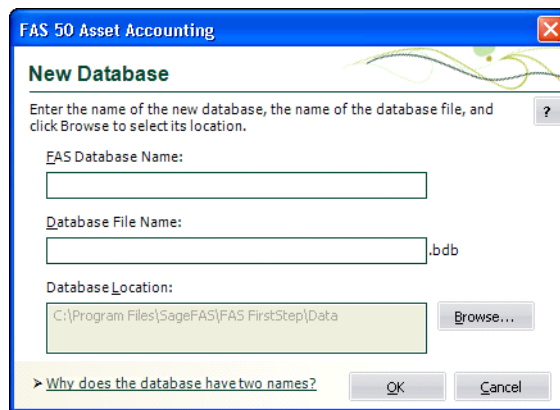 FAS 50 Asset Accounting
New Database
Enter the name of the new database, the name of the database file, and
click Browse to select its location.
?
FAS Database Name:
Database File Name:
.bdb
Database Location:
C:\Program Files\SageFAS\FAS FirstStep\Data
Browse...
➤ Why does the database have two names?
OK
Cancel